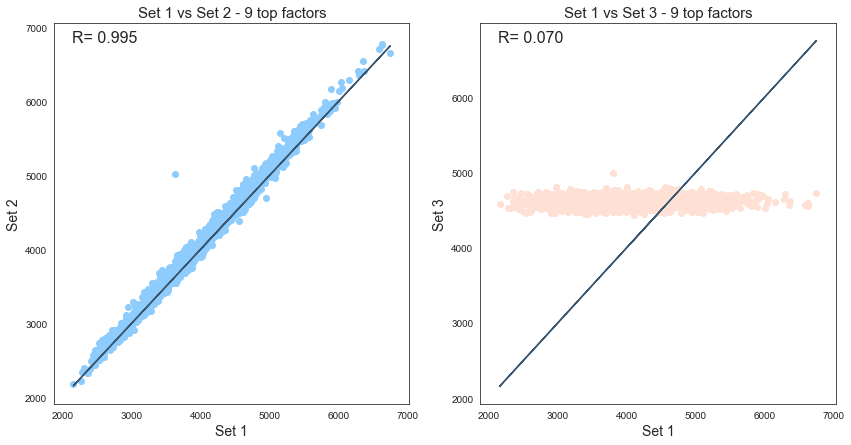 Set 1 vs Set 2 - 9 top factors
R= 0.995
7000
6000
5000
4000
3000
2000
Set 2
2000 3000 4000 5000 6000 7000
Set 1
Set 1 vs Set 3 - 9 top factors
R= 0.070
6000
5000
4000
3000
2000
Set 3
2000 3000 4000 5000 6000 7000
Set 1